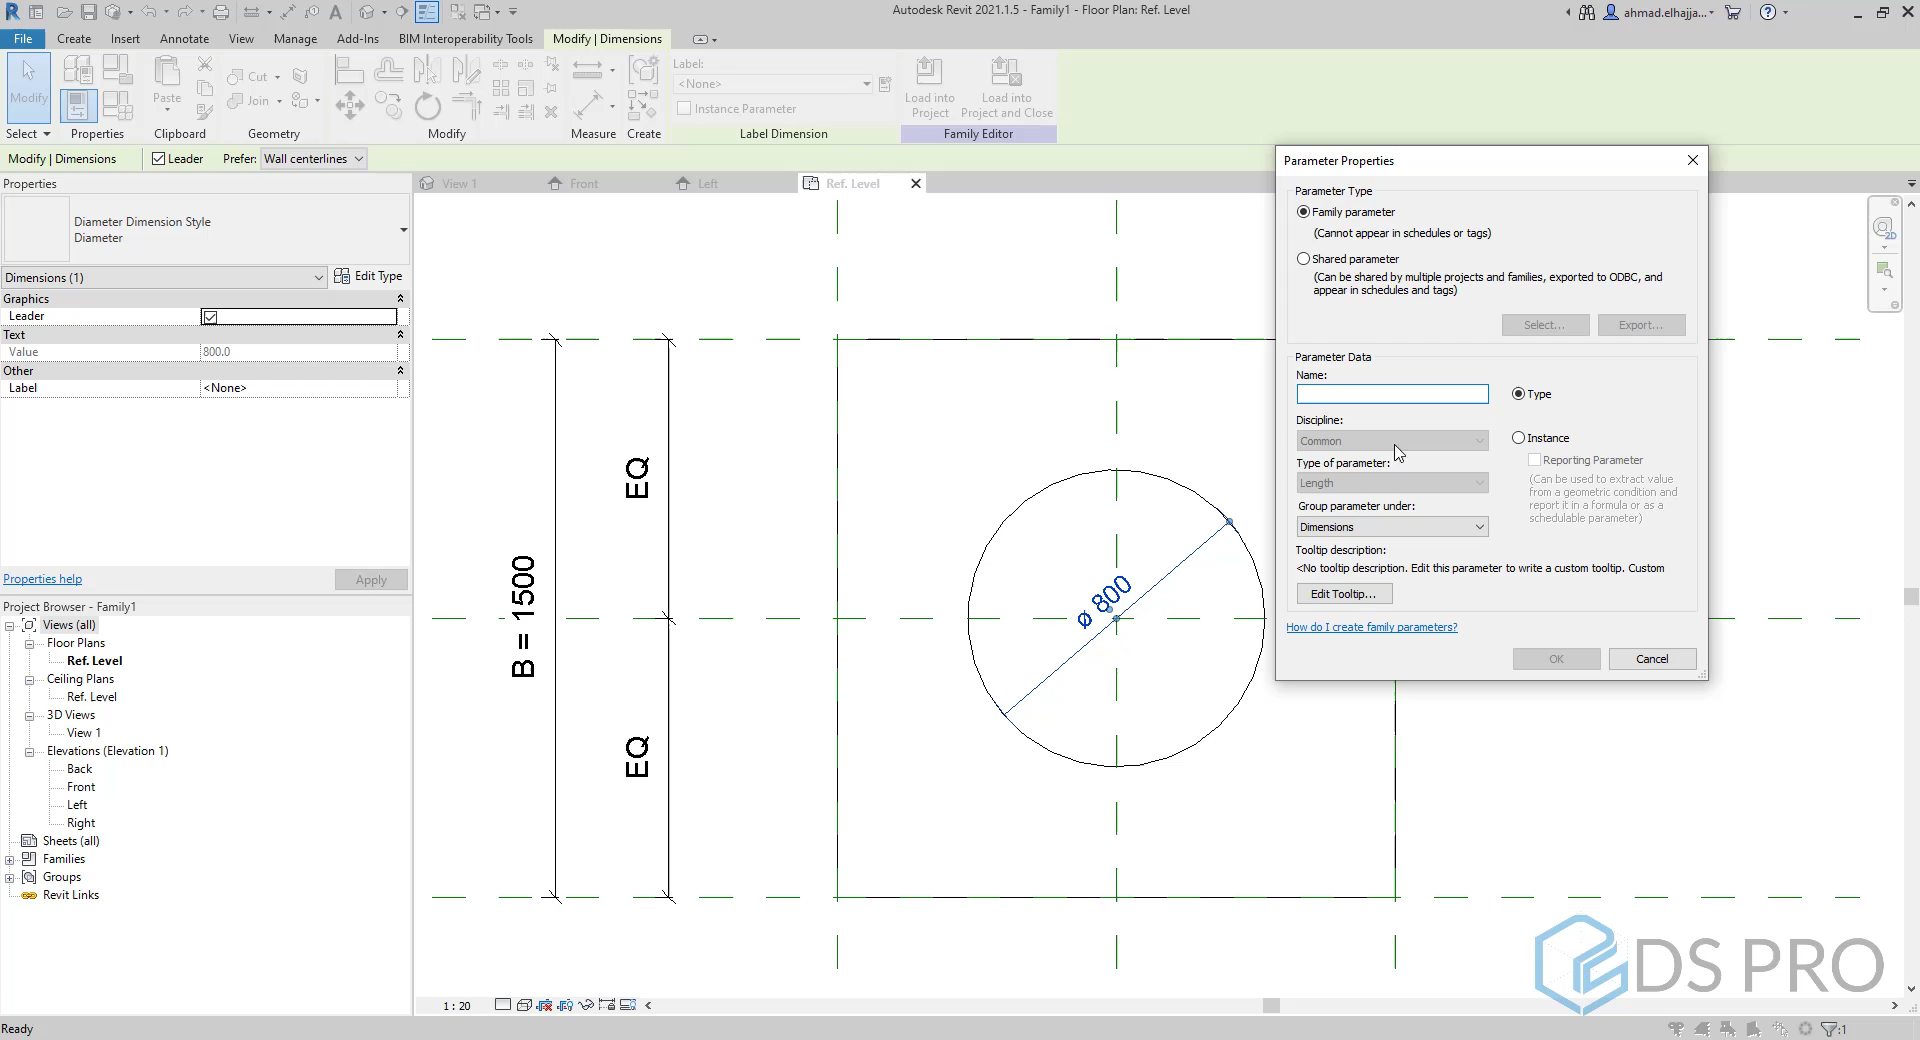 Autodesk Revit 2021.1.5 - Family1 - Floor Plan: Ref. Level
ahmad.elhajja...
File Create Insert Annotate View Manage Add-Ins BIM Interoperability Tools Modify | Dimensions
Modify
Paste
Cut
Join
Label:
<None>
Instance Parameter
Load into
Project
Load into
Project and Close
Select Properties Clipboard Geometry Modify Measure Create Label Dimension Family Editor
Modify | Dimensions Leader Prefer: Wall centerlines
Properties
Diameter Dimension Style
Diameter
Dimensions (1) Edit Type
Graphics
Leader
Text
Value 800.0
Other
Label <None>
Properties help Apply
Project Browser - Family1
Views (all)
Floor Plans
Ref. Level
Ceiling Plans
Ref. Level
3D Views
View 1
Elevations (Elevation 1)
Back
Front
Left
Right
Sheets (all)
Families
Groups
Revit Links
View 1 Front Left Ref. Level
B = 1500
EQ
EQ
ø 800
2D
Parameter Properties
Parameter Type
Family parameter
(Cannot appear in schedules or tags)
Shared parameter
(Can be shared by multiple projects and families, exported to ODBC, and
appear in schedules and tags)
Select... Export...
Parameter Data
Name:
Type
Discipline:
Common
Instance
Type of parameter:
Reporting Parameter
Length
(Can be used to extract value
from a geometric condition and
report it in a formula or as a
schedulable parameter)
Group parameter under:
Dimensions
Tooltip description:
<No tooltip description. Edit this parameter to write a custom tooltip. Custom
Edit Tooltip...
How do I create family parameters?
OK Cancel
DS PRO
1 : 20
Ready
:1